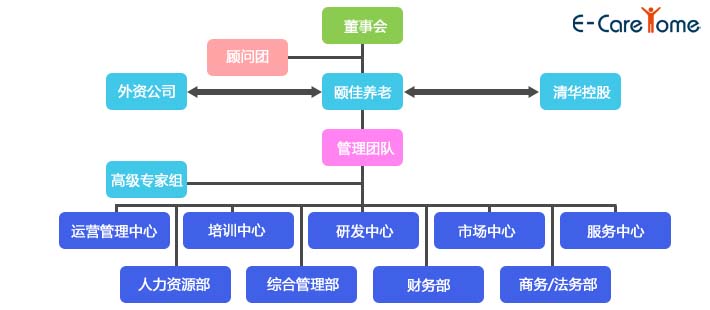 董事会
E-CareHome
顾问团
外资公司
颐佳养老
清华控股
管理团队
高级专家组
运营管理中心
培训中心
研发中心
市场中心
服务中心
人力资源部
综合管理部
财务部
商务/法务部